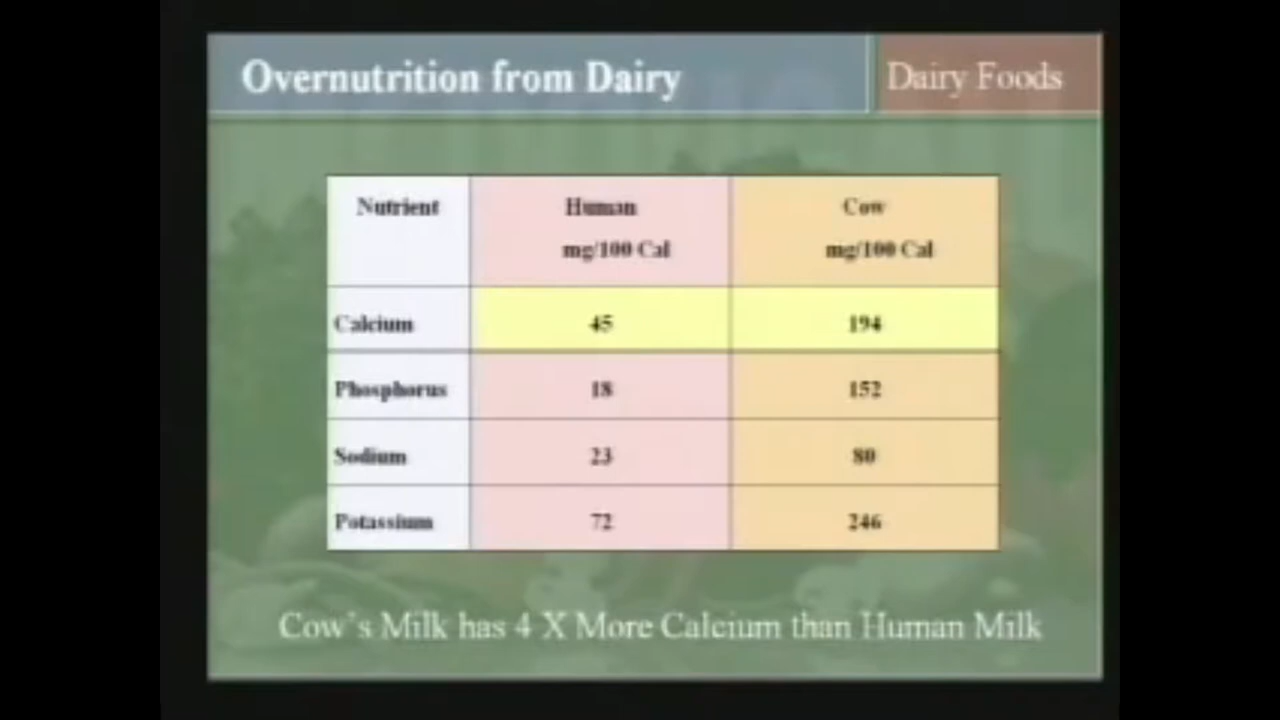 Overnutrition from Dairy
Dairy Foods
Nutrient Human Cow
mg/100 Cal mg/100 Cal
Calcium 45 194
Phosphorus 18 152
Sodium 23 80
Potassium 72 246
Cow's Milk has 4 X More Calcium than Human Milk